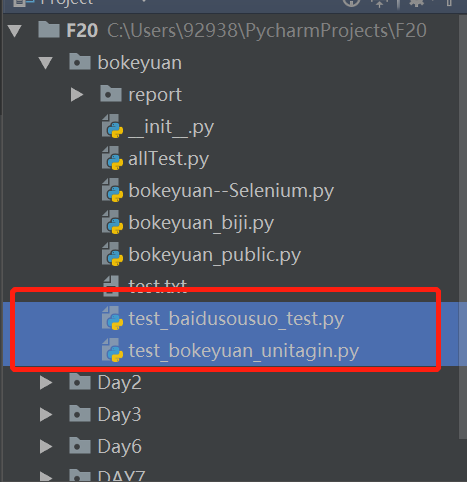 Project
F20 C:\Users\92938\PycharmProjects\F20
bokeyuan
report
__init__.py
allTest.py
bokeyuan--Selenium.py
bokeyuan_biji.py
bokeyuan_public.py
test.txt
test_baidusousuo_test.py
test_bokeyuan_unitagin.py
Day2
Day3
Day6
DAY7